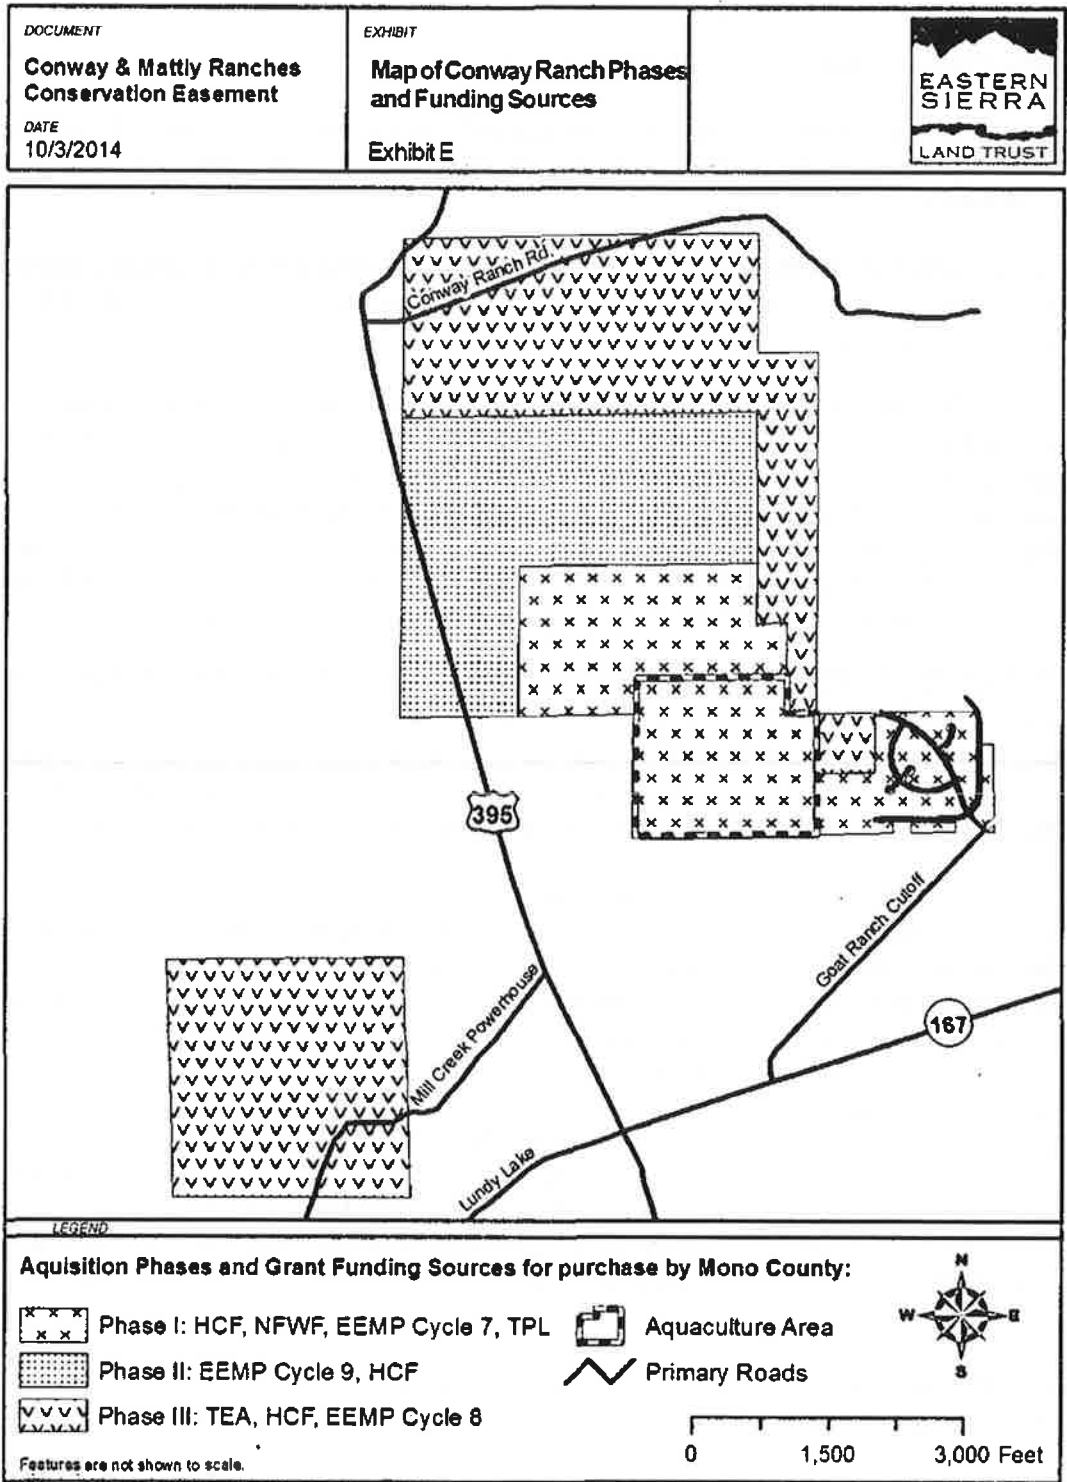 DOCUMENT
Conway & Mattly Ranches
Conservation Easement
DATE
10/3/2014
EXHIBIT
Map of Conway Ranch Phases
and Funding Sources
Exhibit E
EASTERN
SIERRA
LAND TRUST
Conway Ranch Rd.
395
Goat Ranch Cutoff
167
Mill Creek Powerhouse
Lundy Lake
LEGEND
Aquisition Phases and Grant Funding Sources for purchase by Mono County:
Phase I: HCF, NFWF, EEMP Cycle 7, TPL
Aquaculture Area
Phase II: EEMP Cycle 9, HCF
Primary Roads
Phase III: TEA, HCF, EEMP Cycle 8
N
W
E
S
0 1,500 3,000 Feet
Features are not shown to scale.